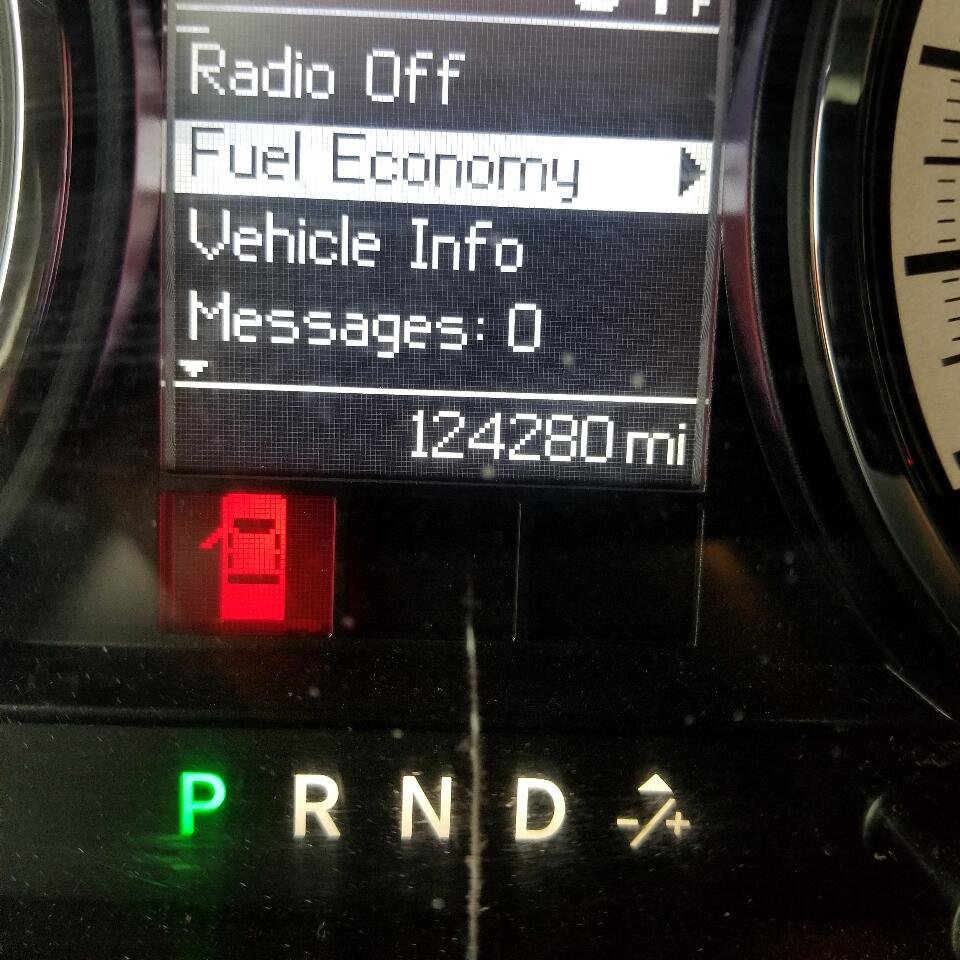 Radio Off
Fuel Economy
Vehicle Info
Messages: 0
124280 mi
P R N D -/+